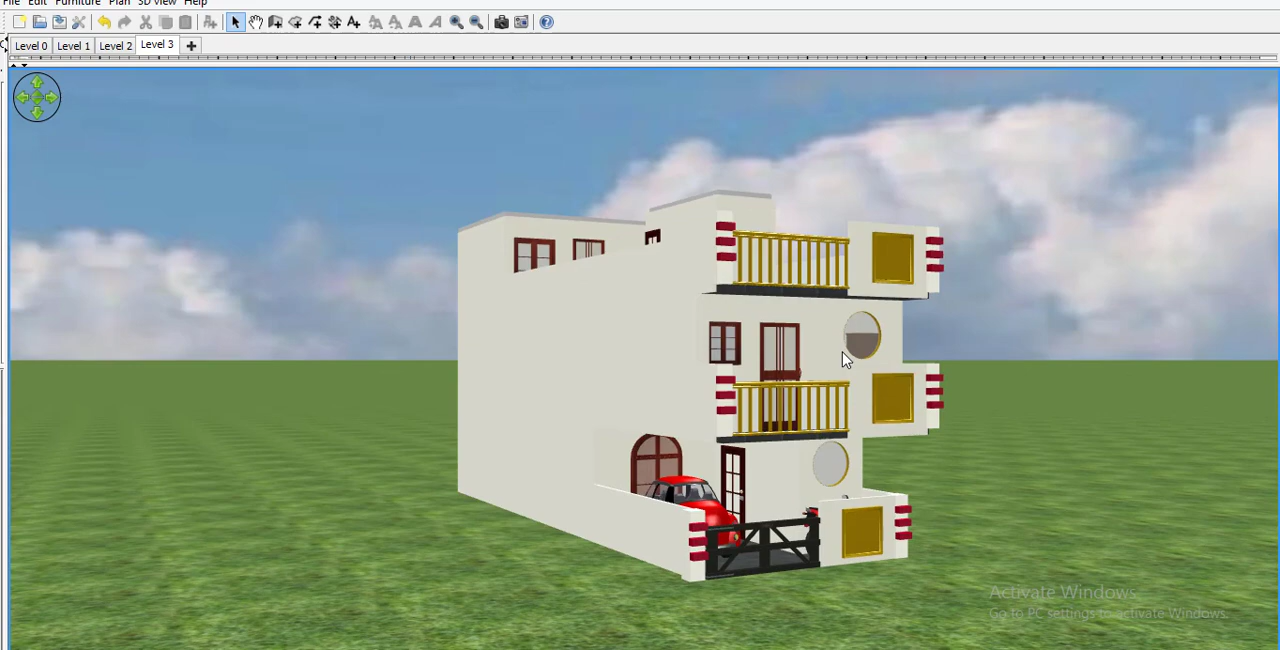 File Edit Furniture Plan 3D view Help
Level 0 Level 1 Level 2 Level 3
Activate Windows
Go to PC settings to activate Windows.